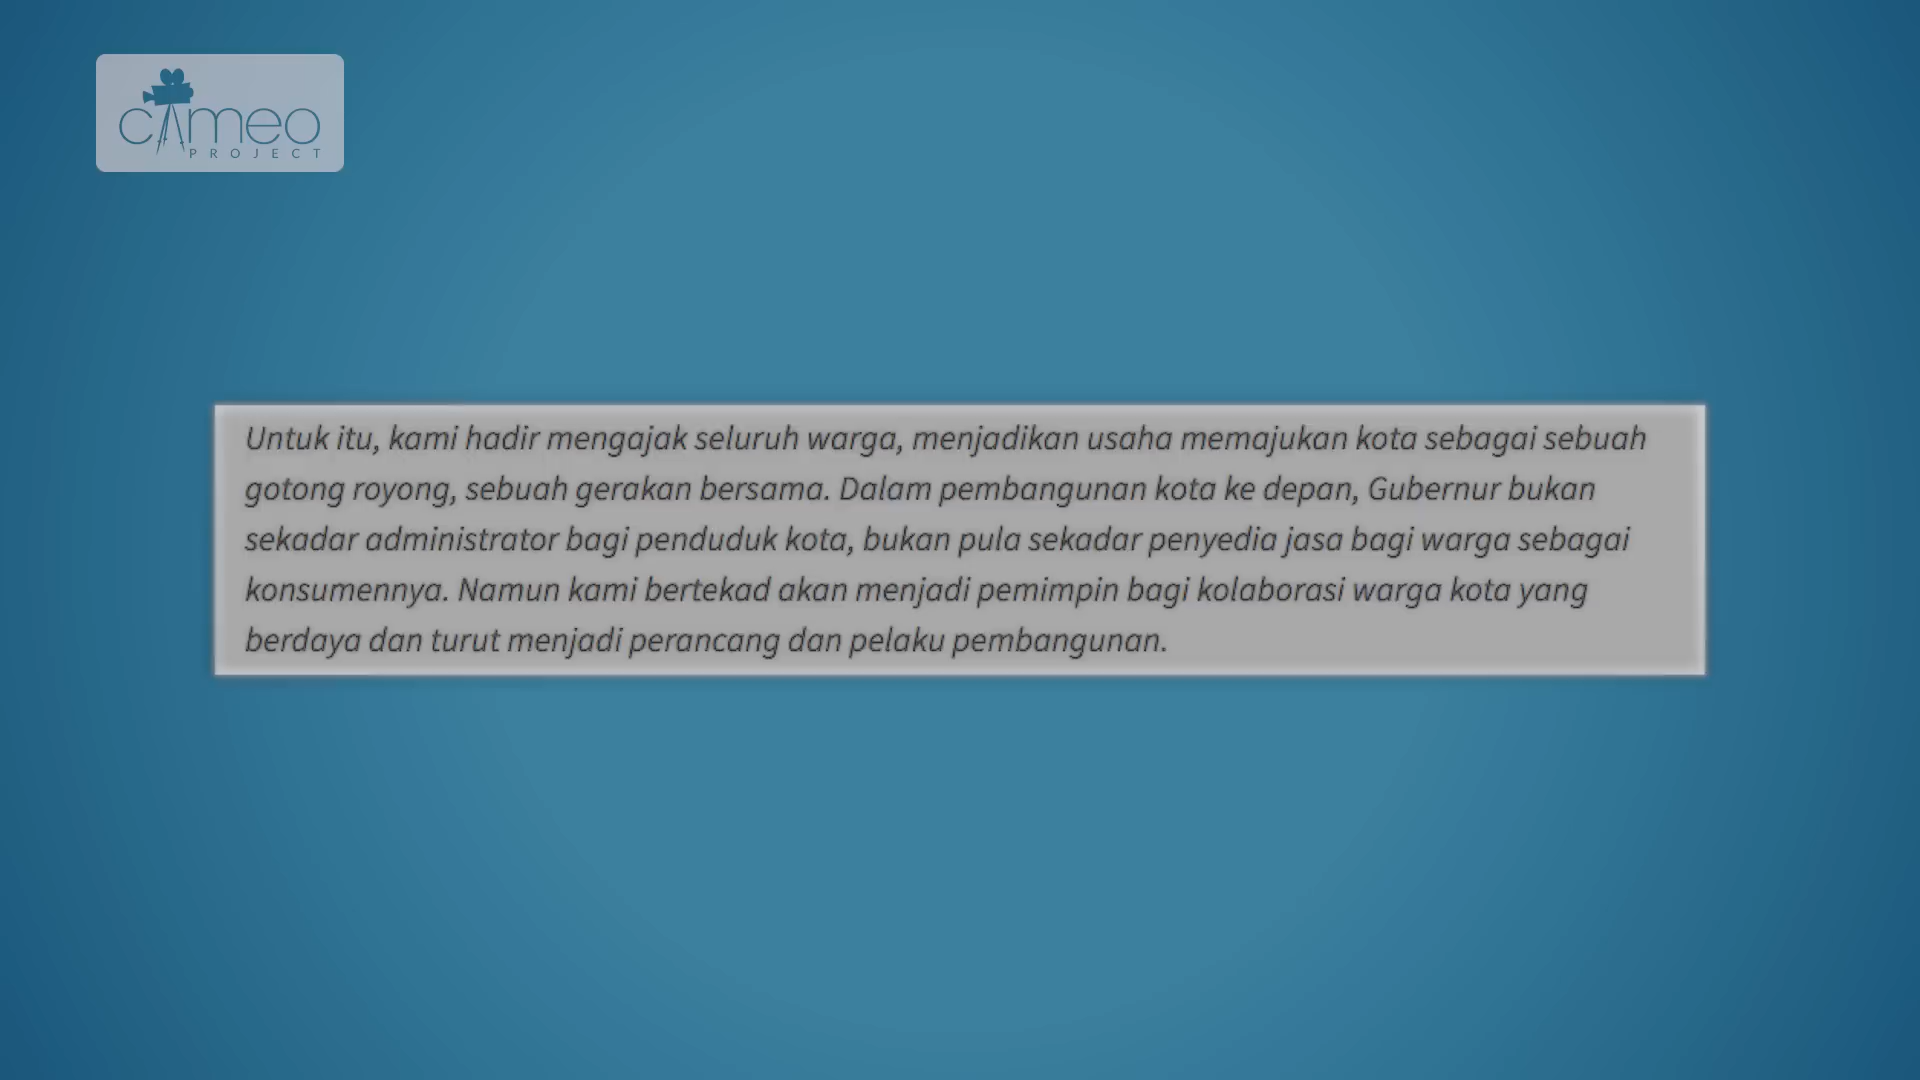 cameo
PROJECT
Untuk itu, kami hadir mengajak seluruh warga, menjadikan usaha memajukan kota sebagai sebuah
gotong royong, sebuah gerakan bersama. Dalam pembangunan kota ke depan, Gubernur bukan
sekadar administrator bagi penduduk kota, bukan pula sekadar penyedia jasa bagi warga sebagai
konsumennya. Namun kami bertekad akan menjadi pemimpin bagi kolaborasi warga kota yang
berdaya dan turut menjadi perancang dan pelaku pembangunan.